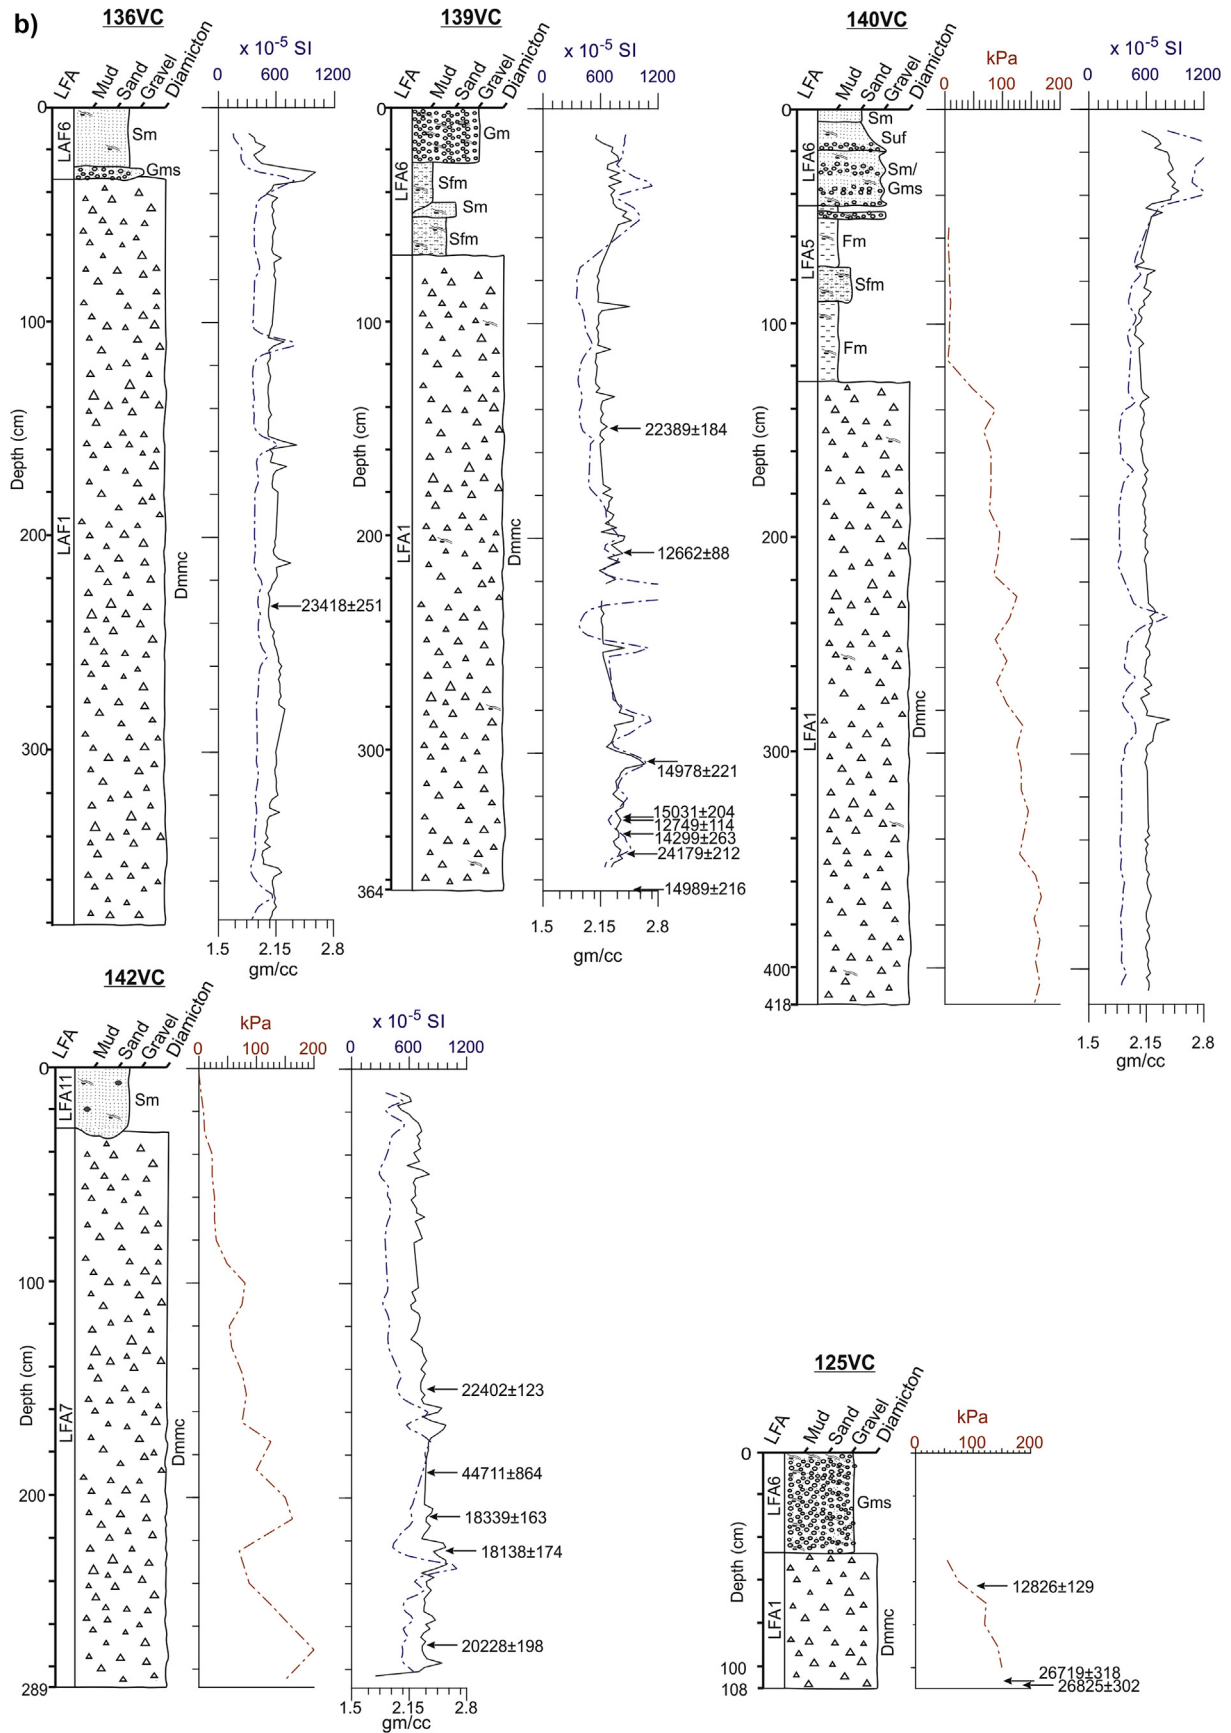 b)
136VC
LFA
Mud
Sand
Gravel
Diamicton
x 10-5 SI
0 600 1200
0
100
200
300
Depth (cm)
LAF6
LAF1
Sm
Gms
Dmmc
23418±251
1.5 2.15 2.8
gm/cc
139VC
LFA
Mud
Sand
Gravel
Diamicton
x 10-5 SI
0 600 1200
0
100
200
300
364
Depth (cm)
LFA6
LFA1
Gm
Sfm
Sm
Sfm
Dmmc
22389±184
12662±88
14978±221
15031±204
12749±114
14299±263
24179±212
14989±216
1.5 2.15 2.8
gm/cc
140VC
LFA
Mud
Sand
Gravel
Diamicton
kPa
0 100 200
x 10-5 SI
0 600 1200
0
100
200
300
400
418
Depth (cm)
LFA6
LFA5
LFA1
Sm
Suf
Sm/
Gms
Fm
Sfm
Fm
Dmmc
1.5 2.15 2.8
gm/cc
142VC
LFA
Mud
Sand
Gravel
Diamicton
kPa
0 100 200
x 10-5 SI
0 600 1200
0
100
200
289
Depth (cm)
LFA11
LFA7
Sm
Dmmc
22402±123
44711±864
18339±163
18138±174
20228±198
1.5 2.15 2.8
gm/cc
125VC
LFA
Mud
Sand
Gravel
Diamicton
kPa
0 100 200
0
100
108
Depth (cm)
LFA6
LFA1
Gms
Dmmc
12826±129
26719±318
26825±302